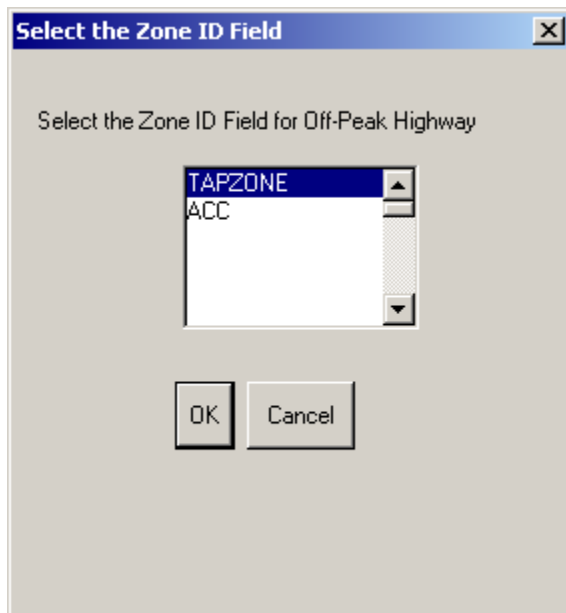 Select the Zone ID Field
Select the Zone ID Field for Off-Peak Highway
TAPZONE
ACC
OK
Cancel